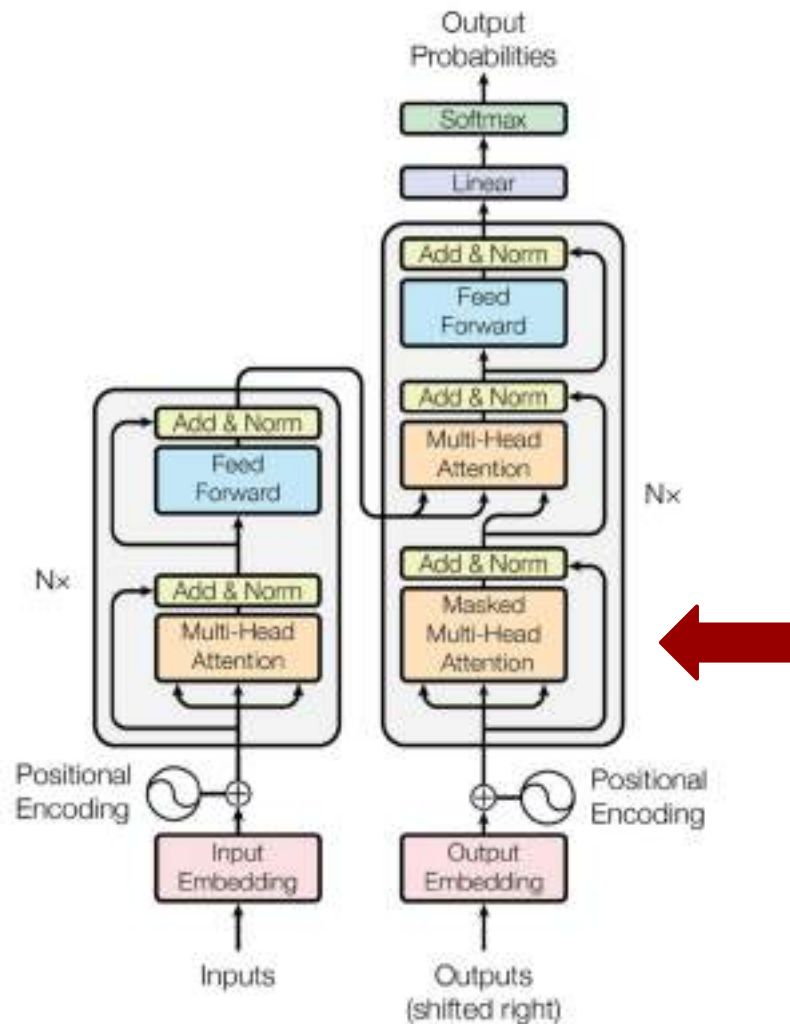 Output
Probabilities
Softmax
Linear
Add & Norm
Feed
Forward
Add & Norm
Multi-Head
Attention
Add & Norm
Masked
Multi-Head
Attention
Nx
Add & Norm
Feed
Forward
Add & Norm
Multi-Head
Attention
Nx
Positional
Encoding
Positional
Encoding
Input
Embedding
Output
Embedding
Inputs
Outputs
(shifted right)